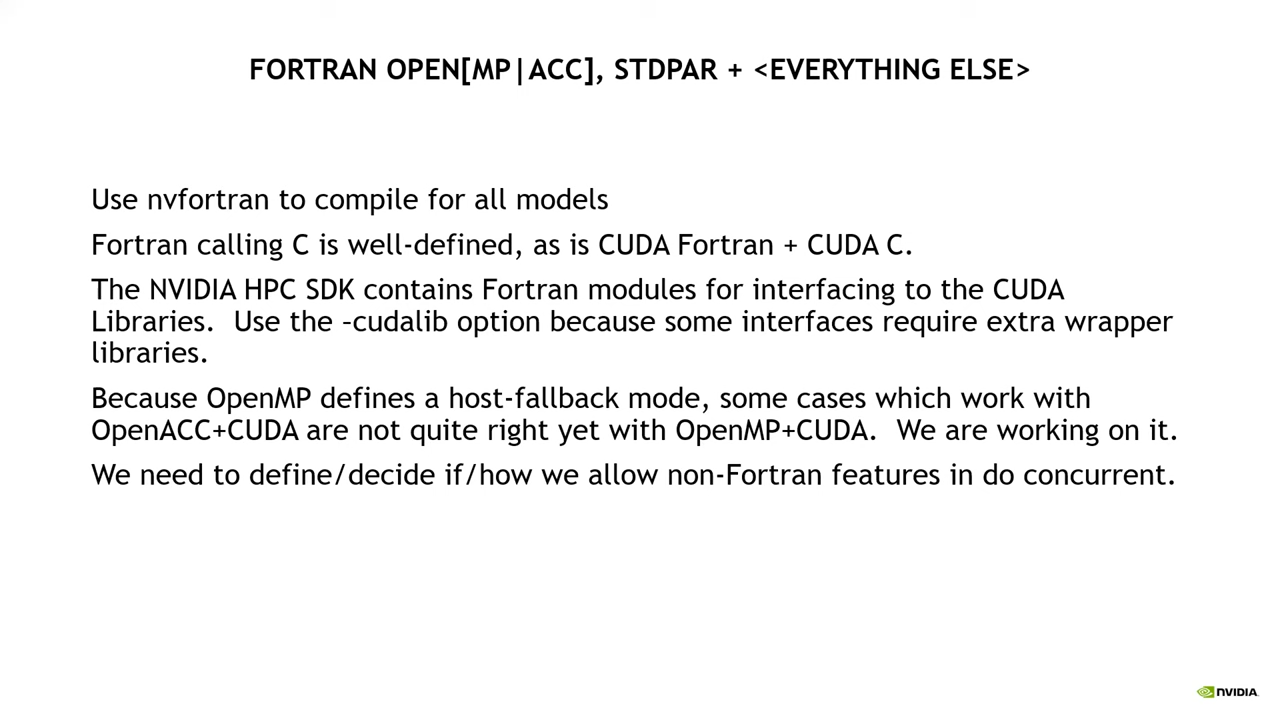 FORTRAN OPEN[MP|ACC], STDPAR + <EVERYTHING ELSE>
Use nvfortran to compile for all models
Fortran calling C is well-defined, as is CUDA Fortran + CUDA C.
The NVIDIA HPC SDK contains Fortran modules for interfacing to the CUDA
Libraries.  Use the –cudalib option because some interfaces require extra wrapper
libraries.
Because OpenMP defines a host-fallback mode, some cases which work with
OpenACC+CUDA are not quite right yet with OpenMP+CUDA.  We are working on it.
We need to define/decide if/how we allow non-Fortran features in do concurrent.
NVIDIA.